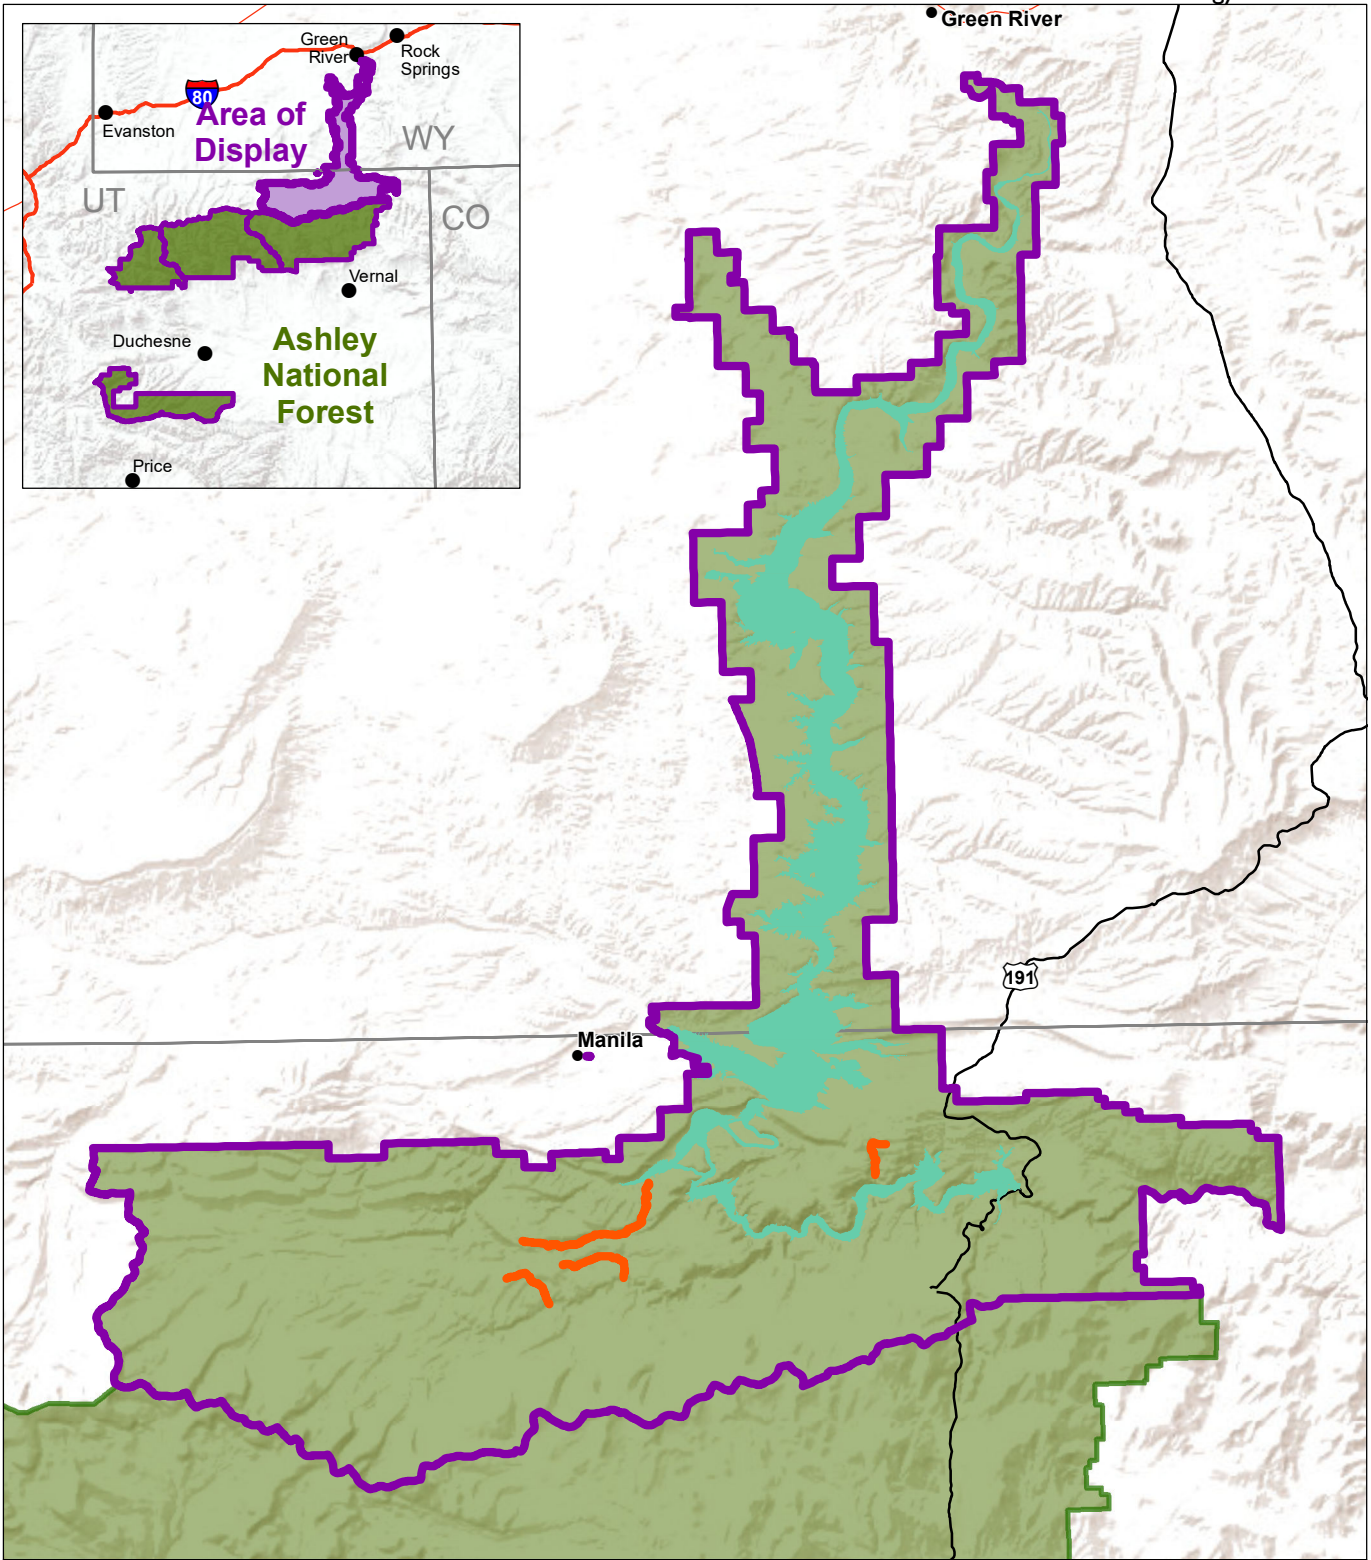 Green River
Green
River
Rock
Springs
80
Evanston
Area of
Display
WY
UT
CO
Vernal
Duchesne
Ashley
National
Forest
Price
191
Manila